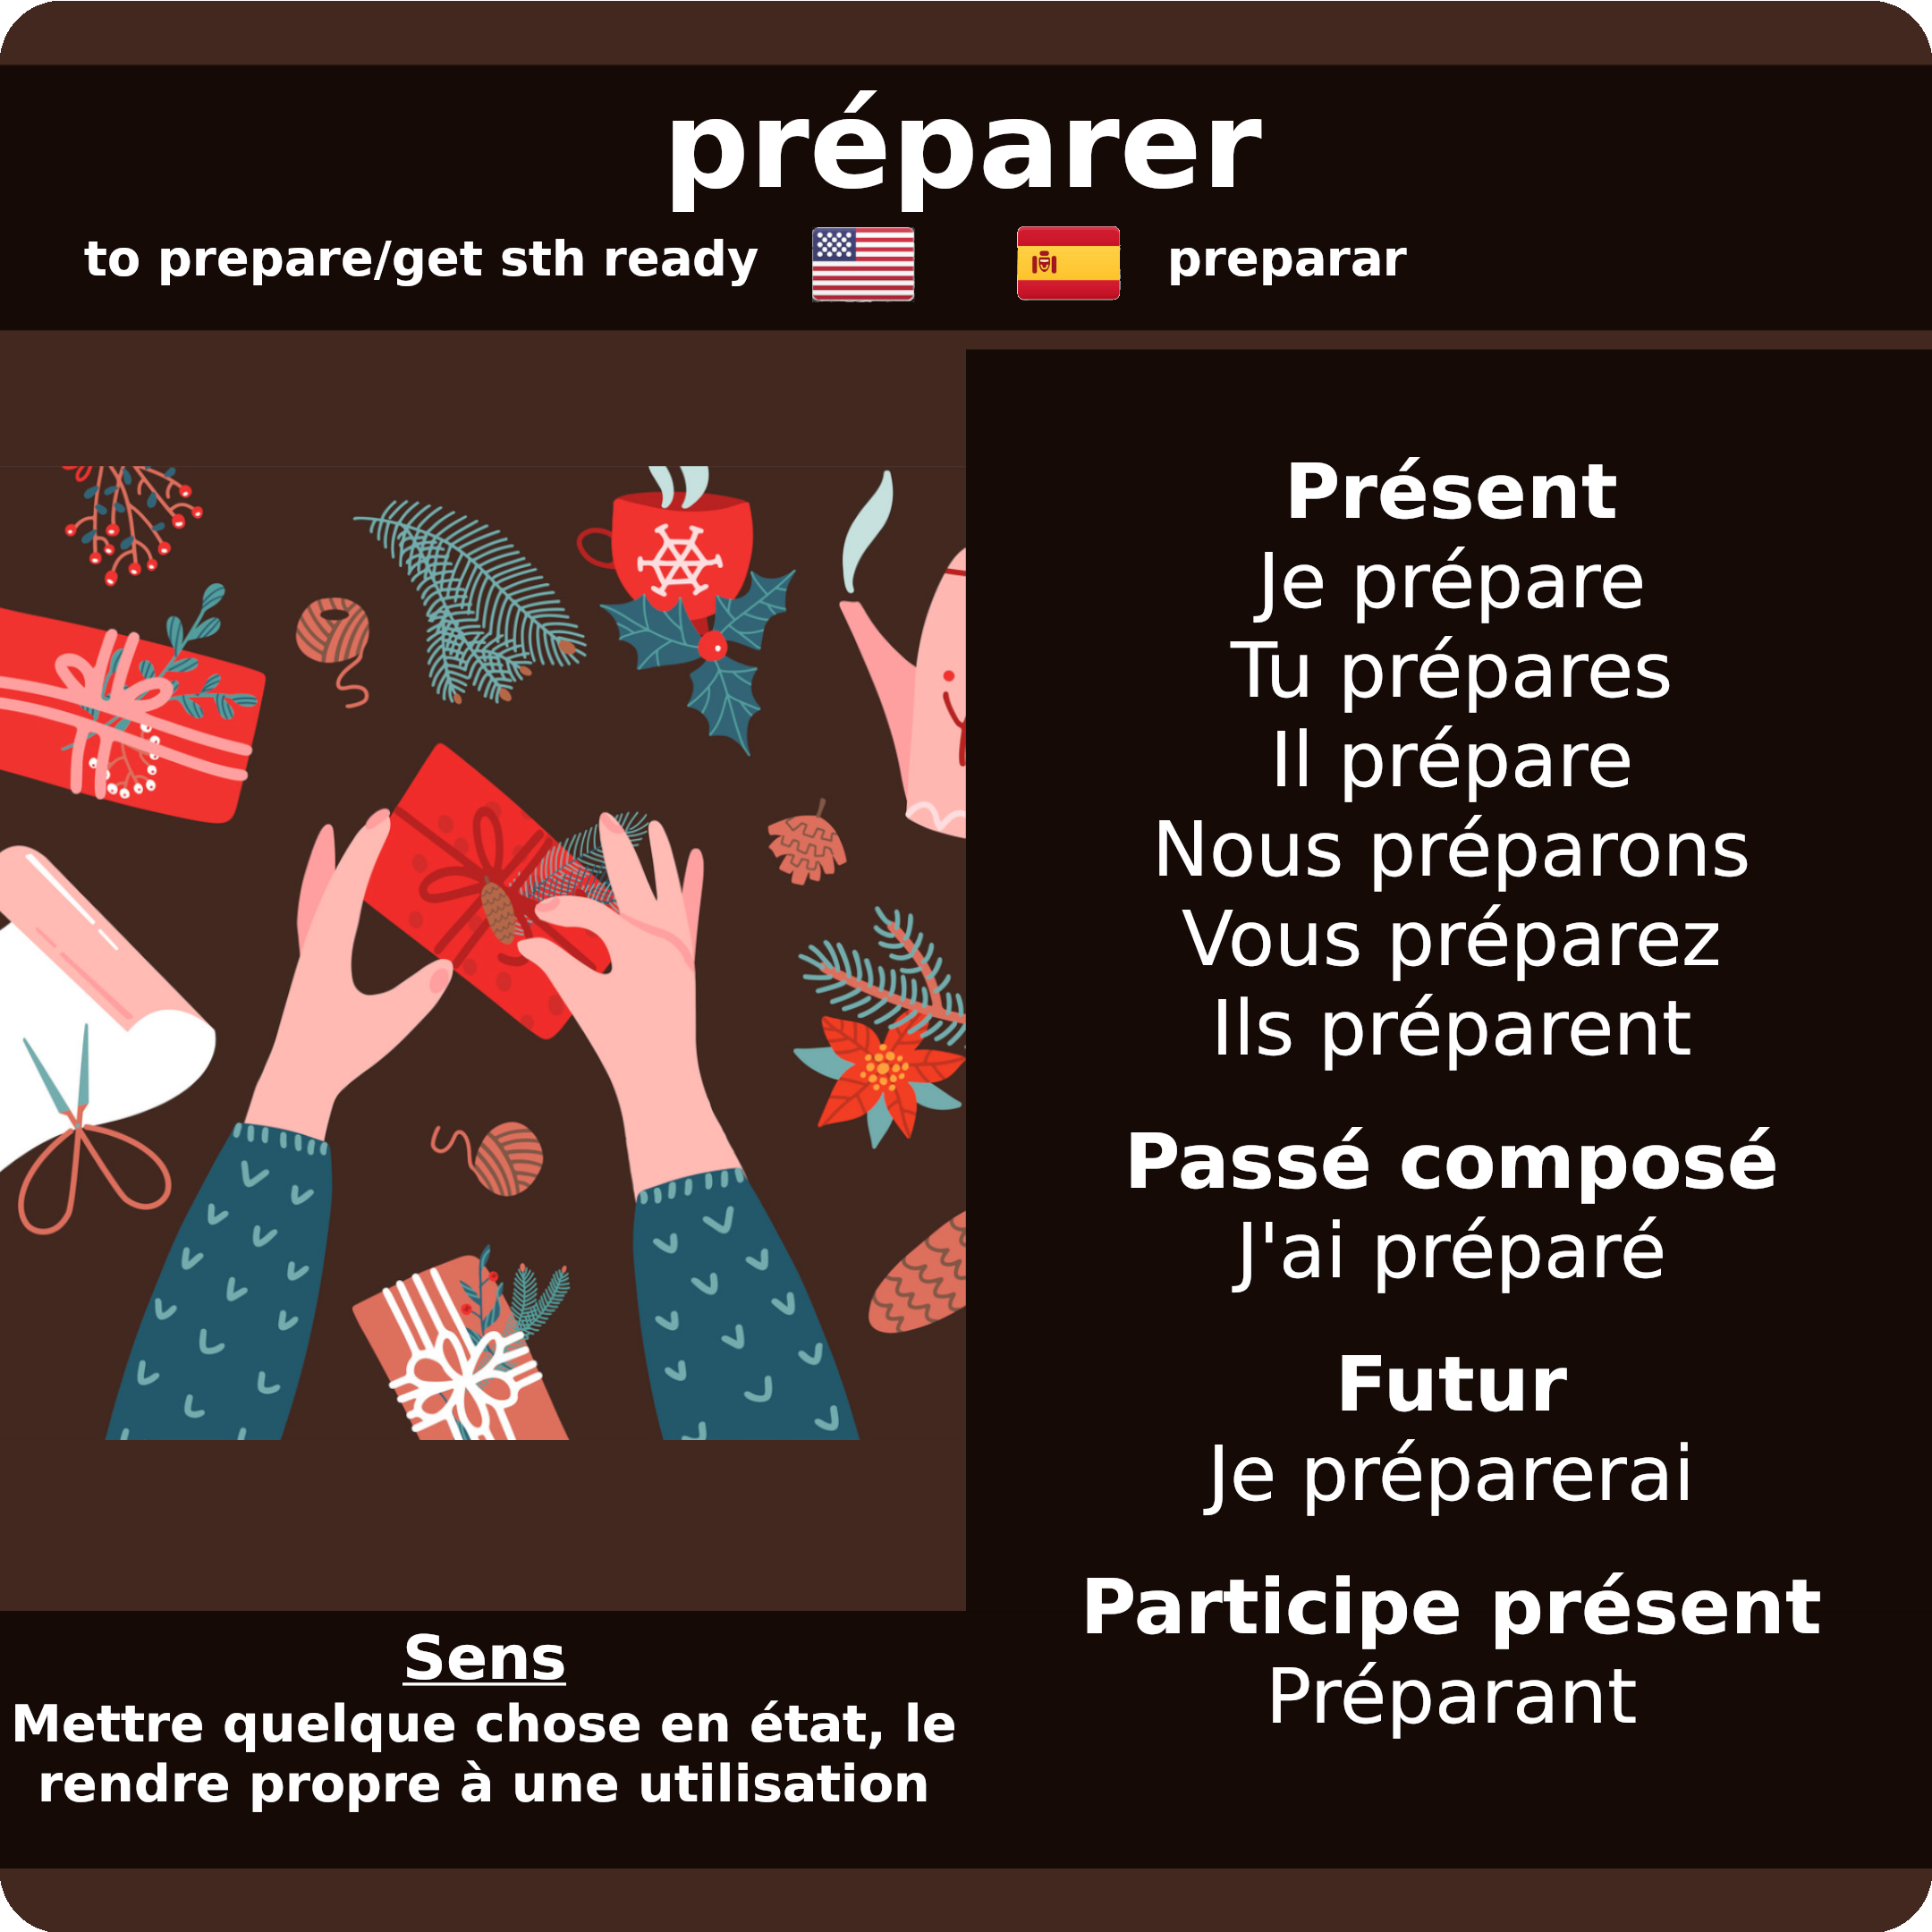 préparer
to prepare/get sth ready
preparar
Présent
Je prépare
Tu prépares
Il prépare
Nous préparons
Vous préparez
Ils préparent
Passé composé
J'ai préparé
Futur
Je préparerai
Participe présent
Préparant
Sens
Mettre quelque chose en état, le
rendre propre à une utilisation